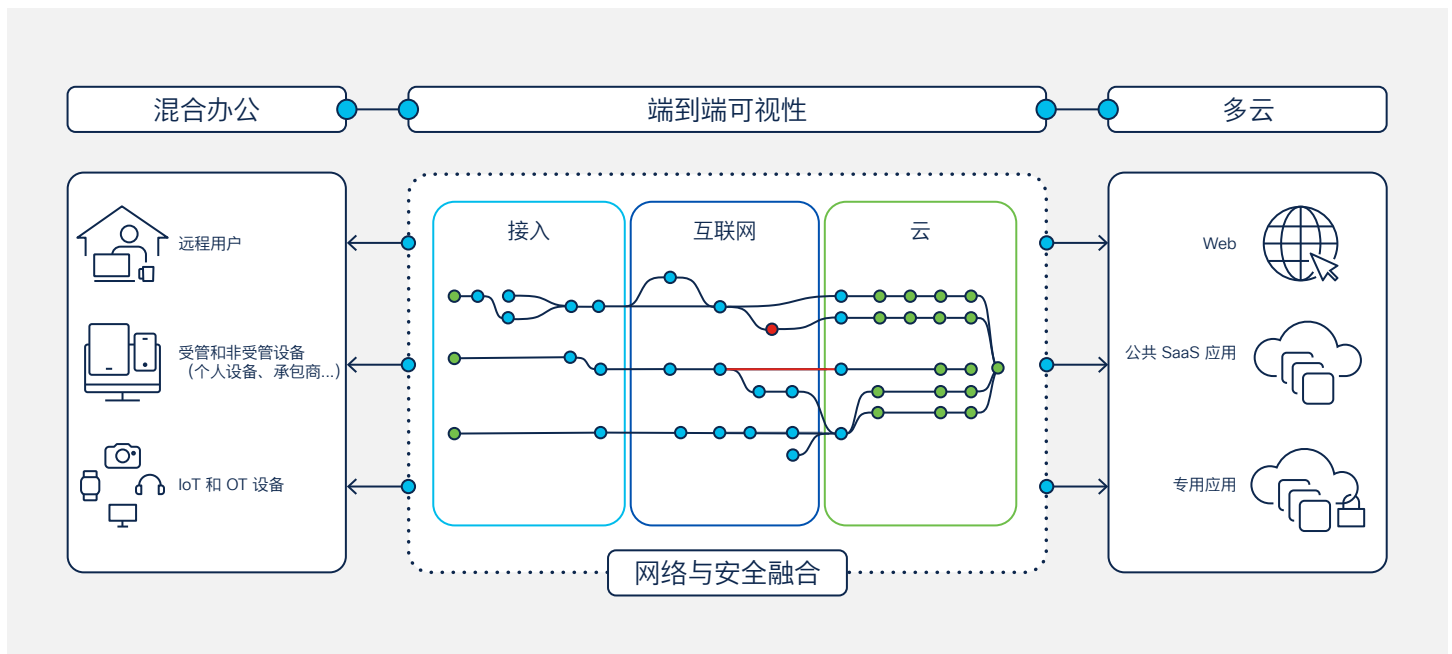 混合办公
端到端可视性
多云
远程用户
受管和非受管设备
（个人设备、承包商...）
IoT 和 OT 设备
接入
互联网
云
网络与安全融合
Web
公共 SaaS 应用
专用应用